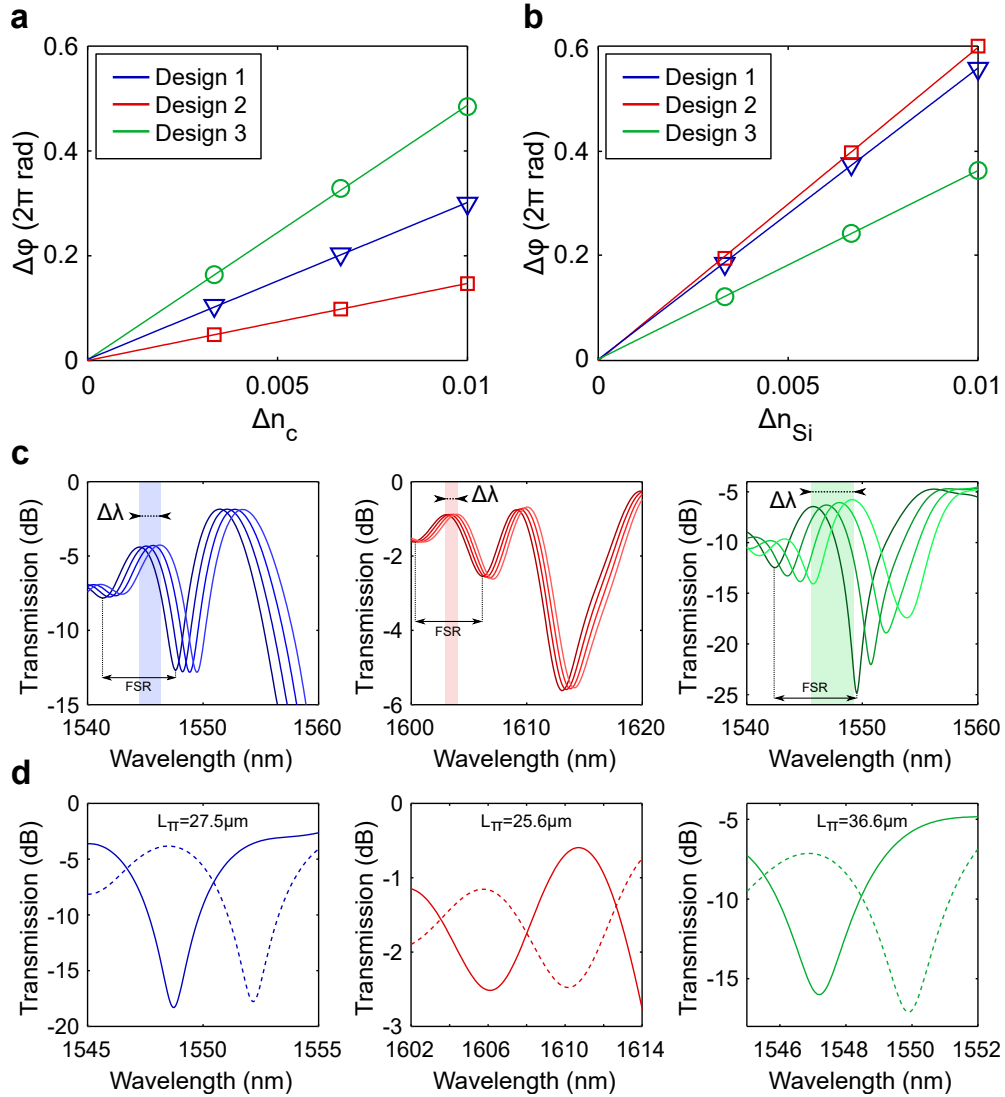 a
b
Δφ (2π rad)
0.6
0.4
0.2
0
Design 1
Design 2
Design 3
0
0.005
0.01
Δn_c
Δφ (2π rad)
0.6
0.4
0.2
0
Design 1
Design 2
Design 3
0
0.005
0.01
Δn_Si
c
Transmission (dB)
0
-5
-10
-15
Δλ
FSR
1540
1550
1560
Wavelength (nm)
Transmission (dB)
0
-2
-4
-6
Δλ
FSR
1600
1610
1620
Wavelength (nm)
Transmission (dB)
-5
-10
-15
-20
-25
Δλ
FSR
1540
1550
1560
Wavelength (nm)
d
Transmission (dB)
0
-5
-10
-15
-20
L_π=27.5μm
1545
1550
1555
Wavelength (nm)
Transmission (dB)
0
-1
-2
-3
L_π=25.6μm
1602
1606
1610
1614
Wavelength (nm)
Transmission (dB)
-5
-10
-15
L_π=36.6μm
1546
1548
1550
1552
Wavelength (nm)